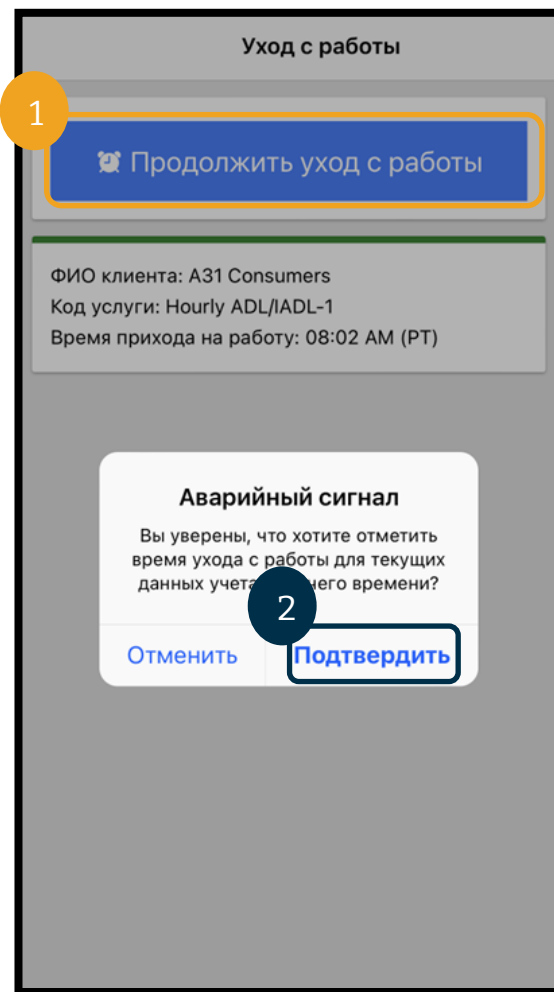 Уход с работы
1
Продолжить уход с работы
ФИО клиента: A31 Consumers
Код услуги: Hourly ADL/IADL-1
Время прихода на работу: 08:02 AM (PT)
Аварийный сигнал
Вы уверены, что хотите отметить
время ухода с работы для текущих
данных учета него времени?
2
Отменить
Подтвердить